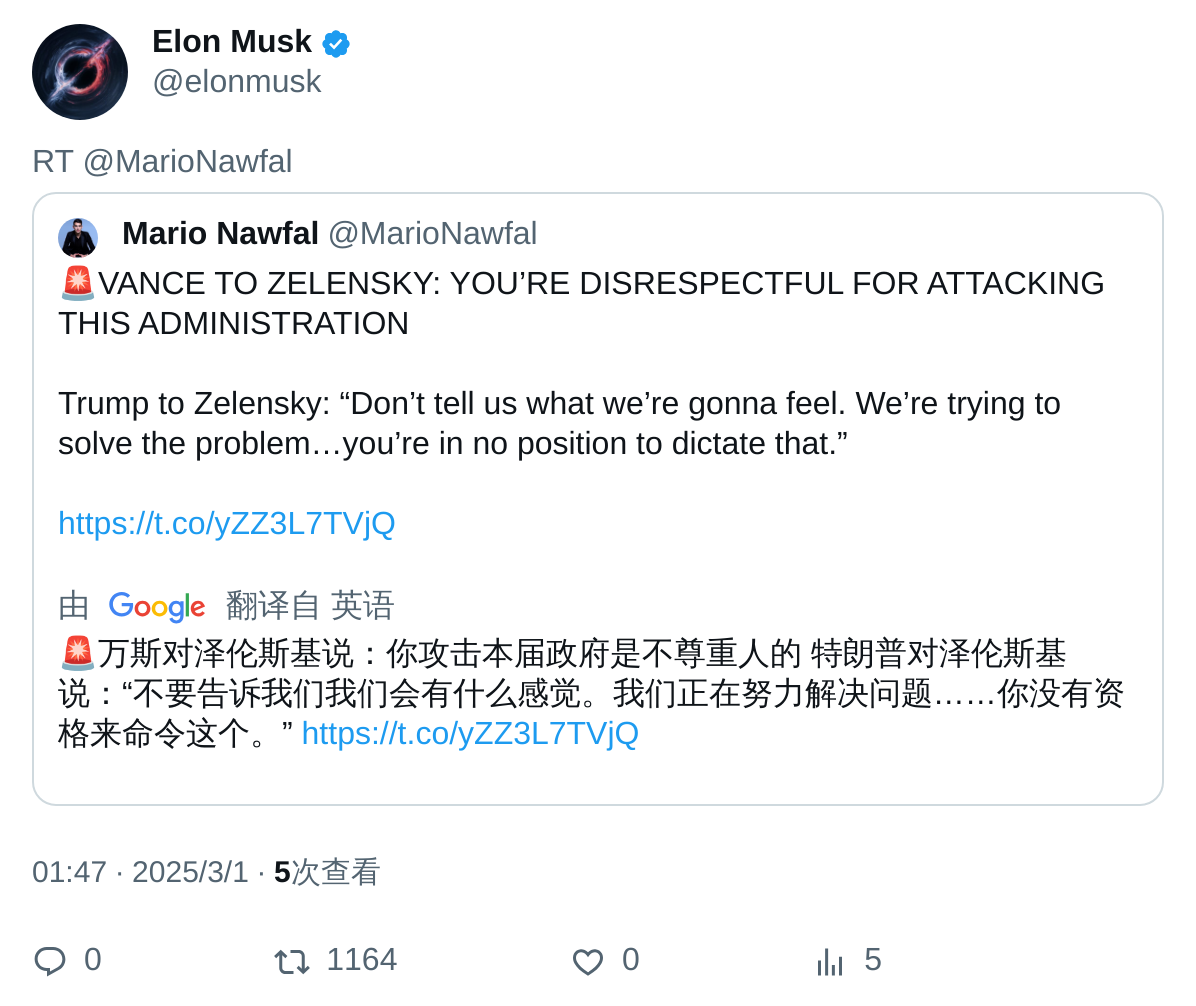 Elon Musk
@elonmusk
RT @MarioNawfal
Mario Nawfal @MarioNawfal
🚨VANCE TO ZELENSKY: YOU’RE DISRESPECTFUL FOR ATTACKING
THIS ADMINISTRATION
Trump to Zelensky: “Don’t tell us what we’re gonna feel. We’re trying to
solve the problem…you’re in no position to dictate that.”
https://t.co/yZZ3L7TVjQ
由 Google 翻译自 英语
🚨万斯对泽伦斯基说：你攻击本届政府是不尊重人的 特朗普对泽伦斯基
说：“不要告诉我们我们会有什么感觉。我们正在努力解决问题……你没有资
格来命令这个。” https://t.co/yZZ3L7TVjQ
01:47 · 2025/3/1 · 5次查看
0 1164 0 5